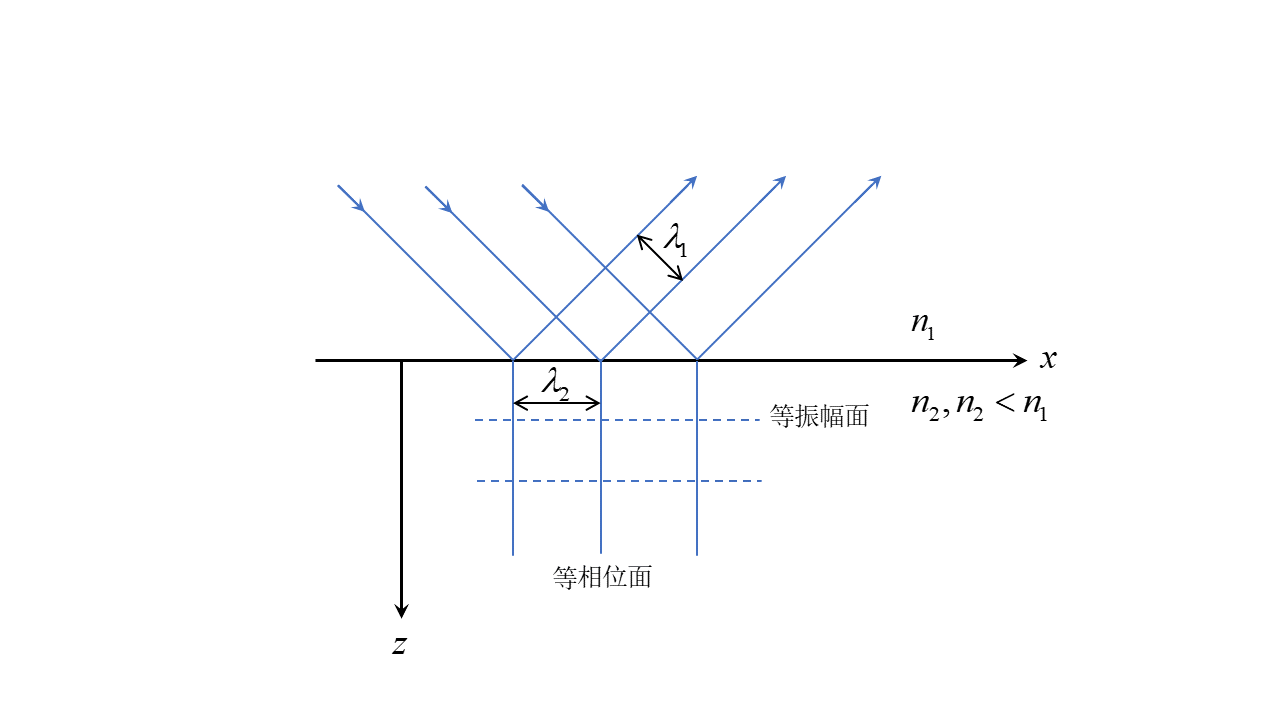 λ₁
n₁
x
λ₂
n₂, n₂ < n₁
等振幅面
等相位面
z